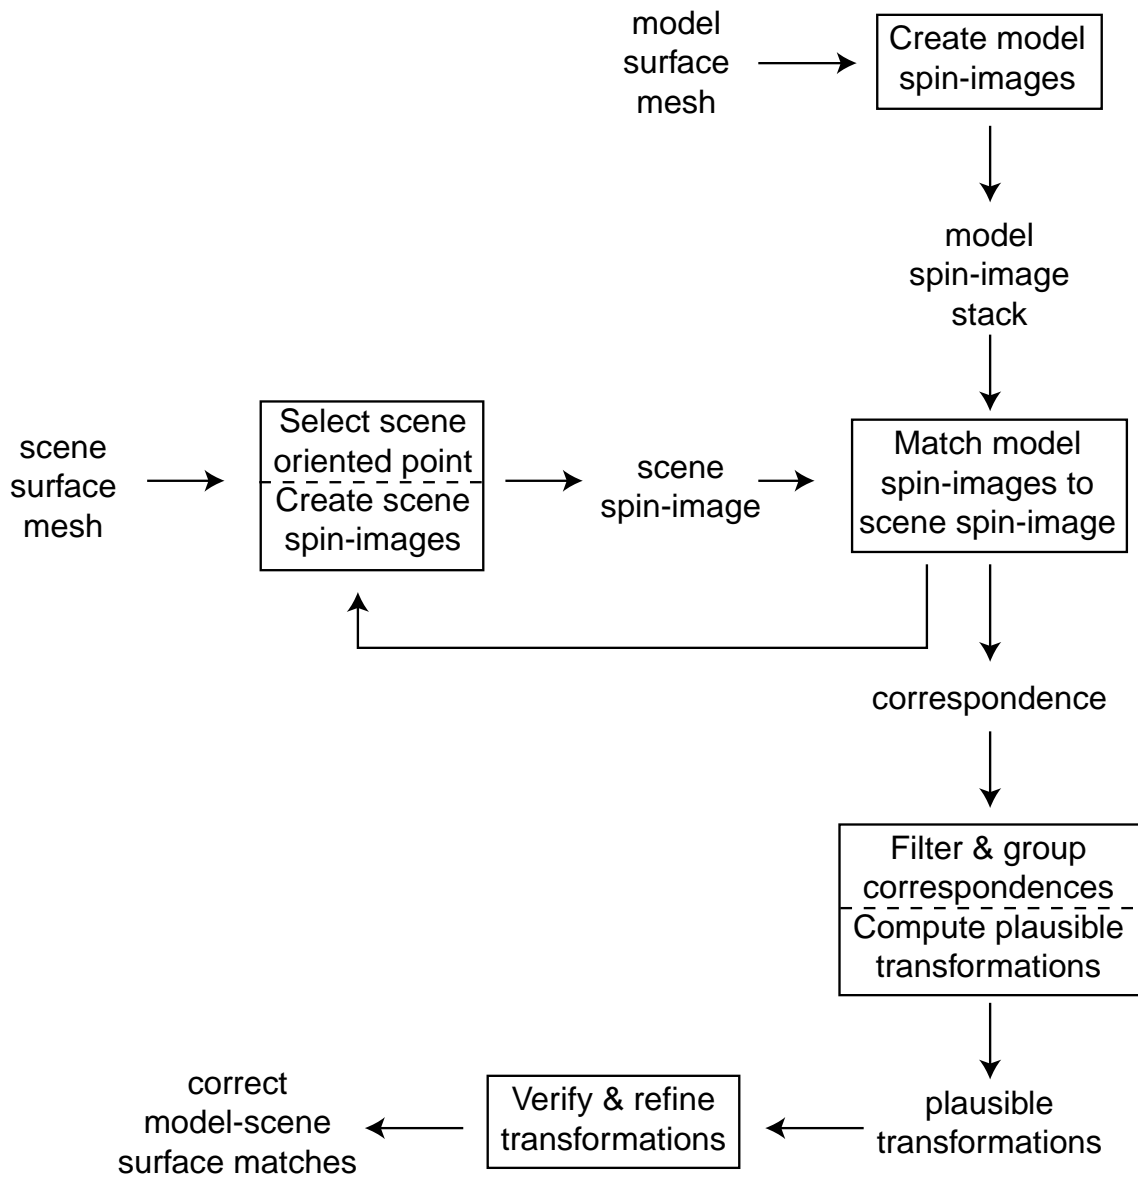 model
surface
mesh
Create model
spin-images
model
spin-image
stack
scene
surface
mesh
Select scene
oriented point
Create scene
spin-images
scene
spin-image
Match model
spin-images to
scene spin-image
correspondence
Filter & group
correspondences
Compute plausible
transformations
plausible
transformations
Verify & refine
transformations
correct
model-scene
surface matches